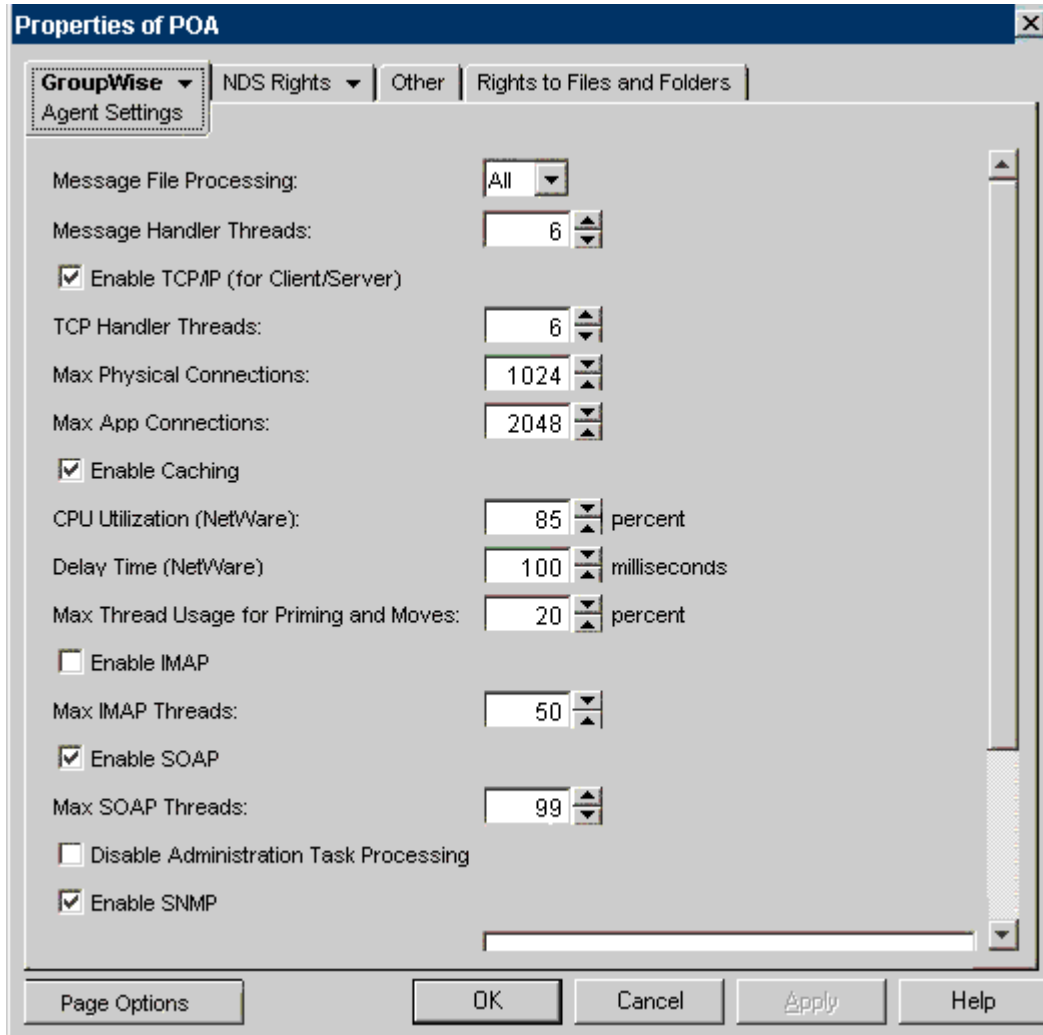 Properties of POA
GroupWise NDS Rights Other Rights to Files and Folders
Agent Settings
Message File Processing: All
Message Handler Threads: 6
Enable TCP/IP (for Client/Server)
TCP Handler Threads: 6
Max Physical Connections: 1024
Max App Connections: 2048
Enable Caching
CPU Utilization (NetWare): 85 percent
Delay Time (NetWare) 100 milliseconds
Max Thread Usage for Priming and Moves: 20 percent
Enable IMAP
Max IMAP Threads: 50
Enable SOAP
Max SOAP Threads: 99
Disable Administration Task Processing
Enable SNMP
Page Options OK Cancel Apply Help